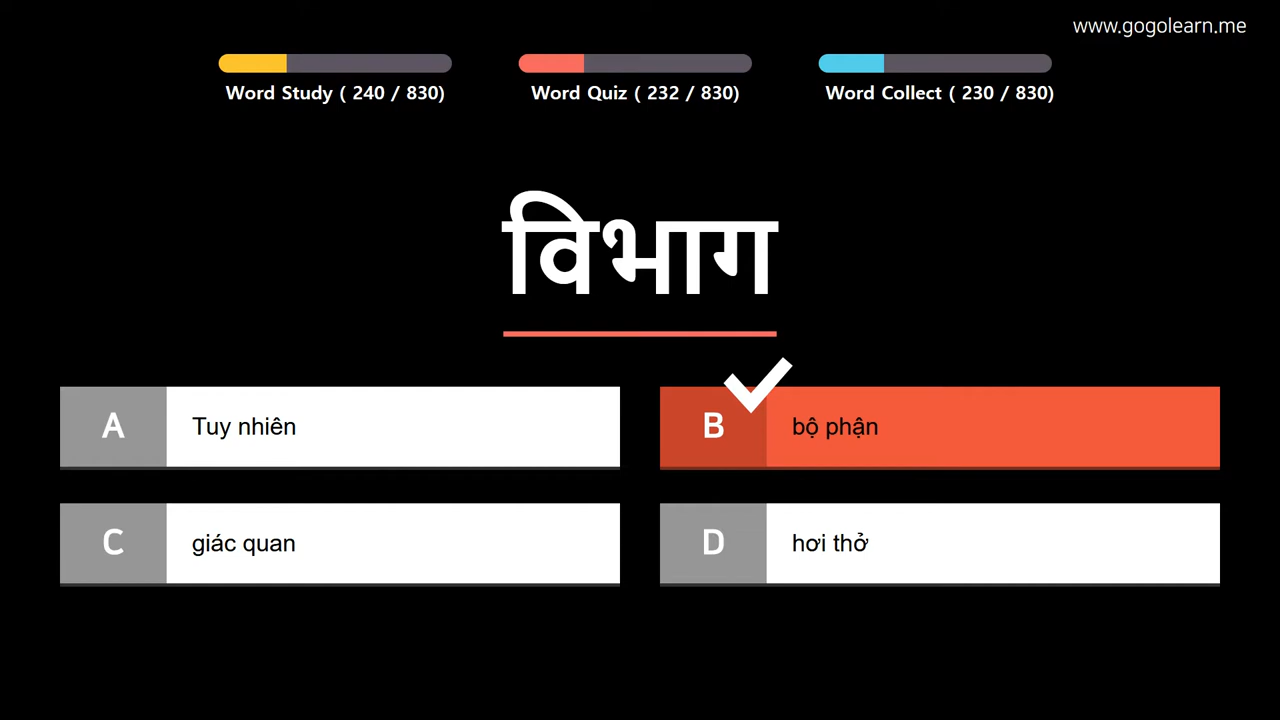 www.gogolearn.me
Word Study ( 240 / 830)
Word Quiz ( 232 / 830)
Word Collect ( 230 / 830)
विभाग
A
Tuy nhiên
B
bộ phận
C
giác quan
D
hơi thở